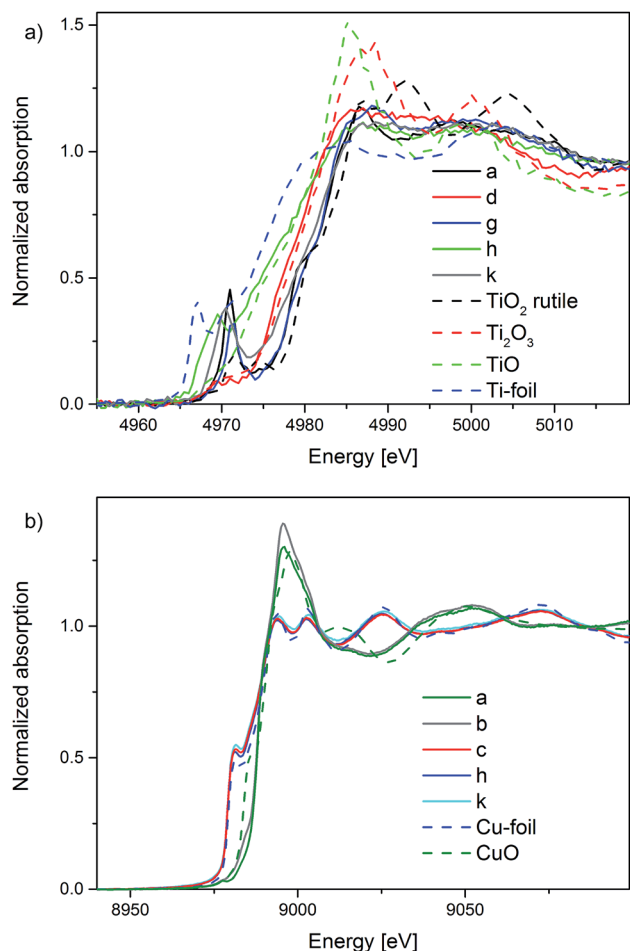 a)
1.5
1.0
0.5
0.0
Normalized absorption
a
d
g
h
k
TiO₂ rutile
Ti₂O₃
TiO
Ti-foil
4960 4970 4980 4990 5000 5010
Energy [eV]
b)
1.0
0.5
0.0
Normalized absorption
a
b
c
h
k
Cu-foil
CuO
8950 9000 9050
Energy [eV]